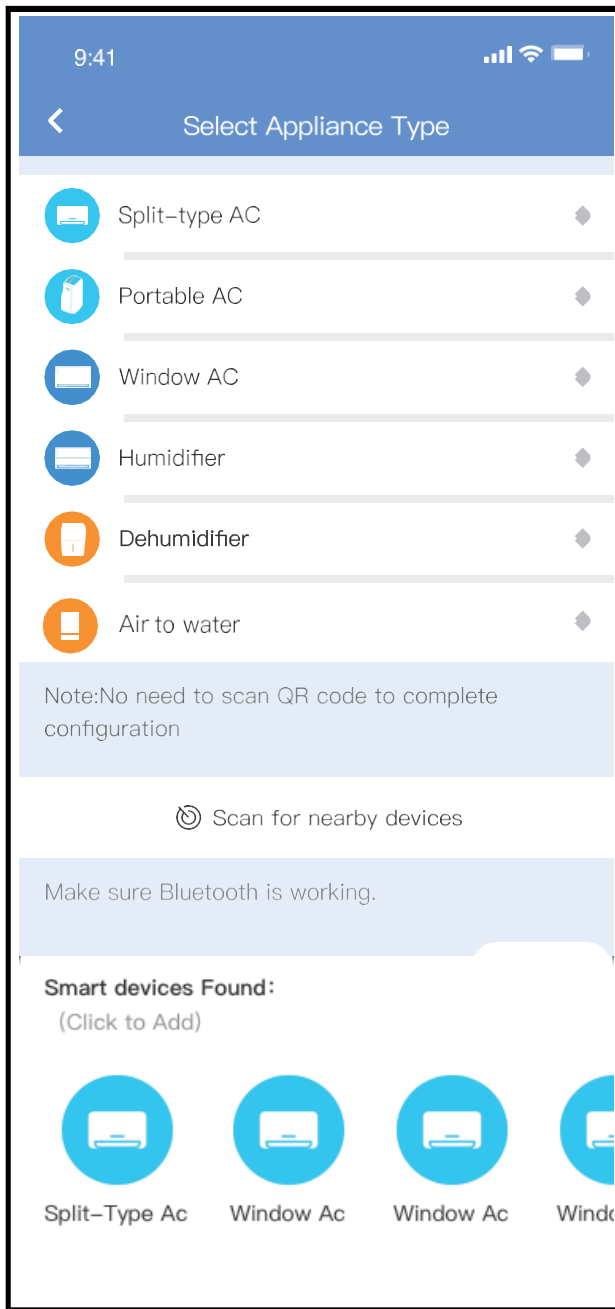 9:41
Select Appliance Type
Split-type AC
Portable AC
Window AC
Humidifier
Dehumidifier
Air to water
Note:No need to scan QR code to complete
configuration
Scan for nearby devices
Make sure Bluetooth is working.
Smart devices Found:
(Click to Add)
Split-Type Ac Window Ac Window Ac